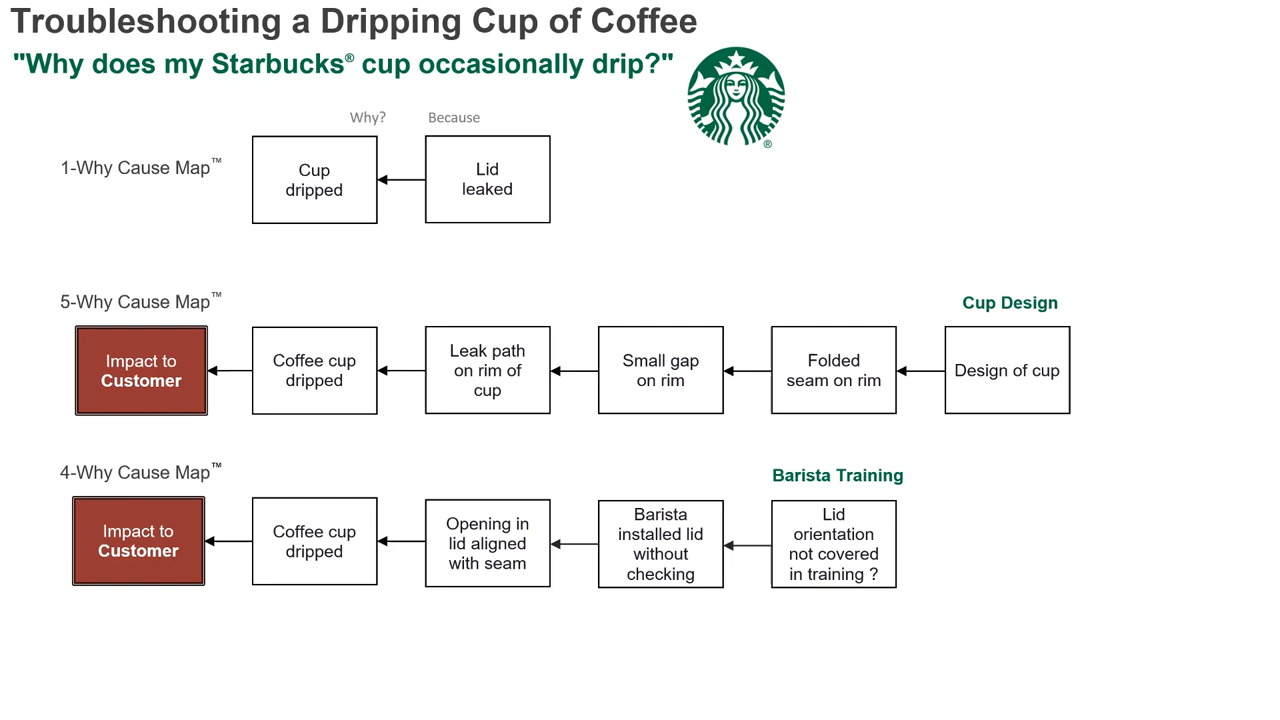 Troubleshooting a Dripping Cup of Coffee
"Why does my Starbucks® cup occasionally drip?"
®
Why?
Because
1-Why Cause Map™
Cup
dripped
Lid
leaked
5-Why Cause Map™
Cup Design
Impact to
Customer
Coffee cup
dripped
Leak path
on rim of
cup
Small gap
on rim
Folded
seam on rim
Design of cup
4-Why Cause Map™
Barista Training
Impact to
Customer
Coffee cup
dripped
Opening in
lid aligned
with seam
Barista
installed lid
without
checking
Lid
orientation
not covered
in training ?